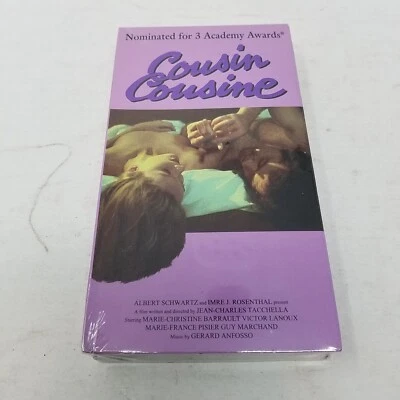 Nominated for 3 Academy Awards®
Cousin
Cousine
ALBERT SCHWARTZ and IMRE J. ROSENTHAL present
A film written and directed by JEAN-CHARLES TACCHELLA
Starring MARIE-CHRISTINE BARRAULT VICTOR LANOUX
MARIE-FRANCE PISIER GUY MARCHAND
Music by GERARD ANFOSSO